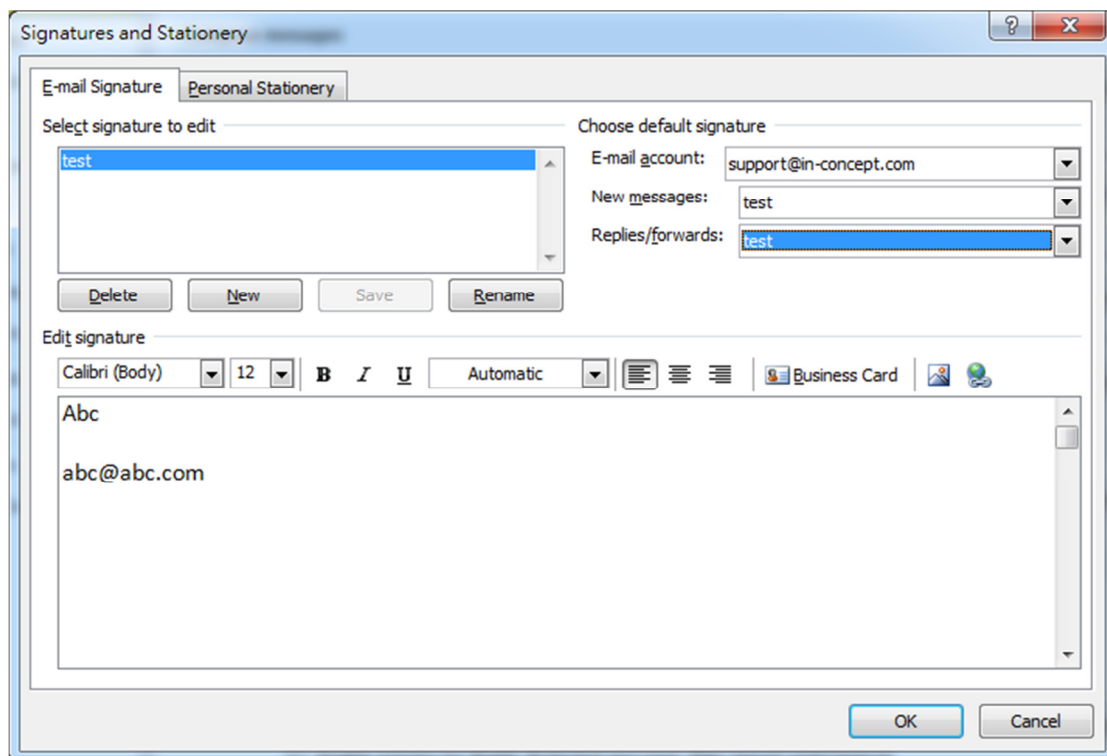 Signatures and Stationery
E-mail Signature
Personal Stationery
Select signature to edit
test
Delete
New
Save
Rename
Choose default signature
E-mail account: support@in-concept.com
New messages: test
Replies/forwards: test
Edit signature
Calibri (Body) 12 B I U Automatic Business Card
Abc
abc@abc.com
OK
Cancel